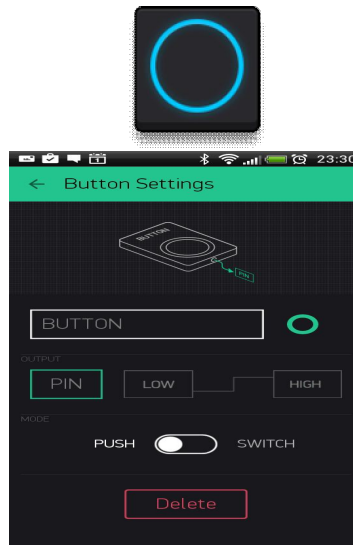 23:30
Button Settings
BUTTON
PIN
BUTTON
OUTPUT
PIN LOW HIGH
MODE
PUSH SWITCH
Delete